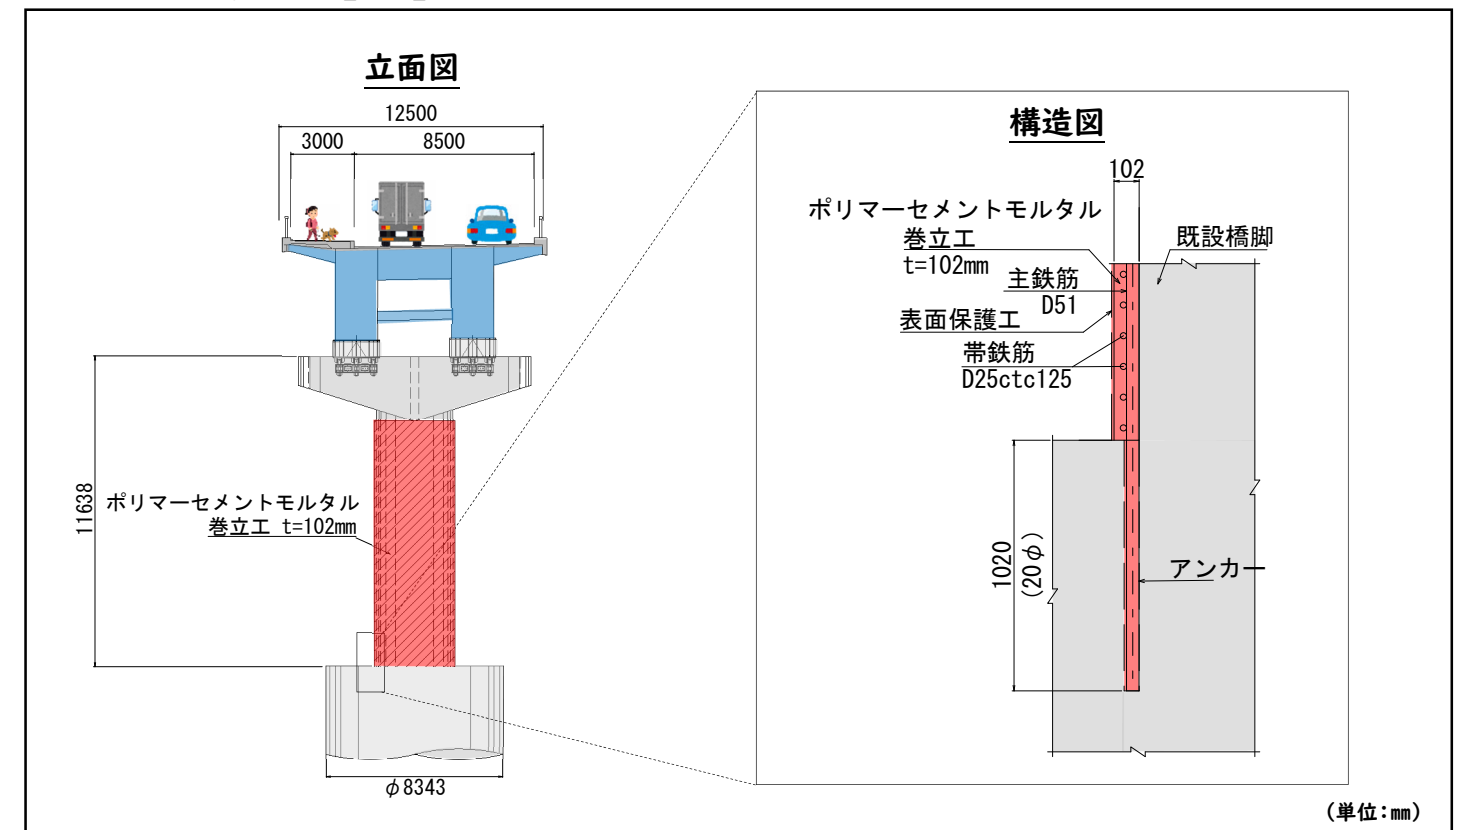 立面図
12500
3000
8500
11638
ポリマーセメントモルタル
巻立工 t=102mm
φ8343
構造図
102
ポリマーセメントモルタル
巻立工
t=102mm
既設橋脚
主鉄筋
D51
表面保護工
帯鉄筋
D25ctc125
1020
(20φ)
アンカー
(単位:mm)